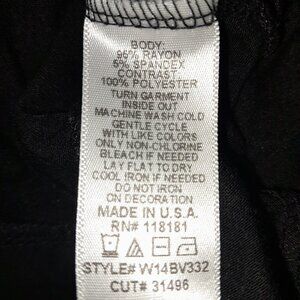 BODY:
95% RAYON
5% SPANDEX
CONTRAST:
100% POLYESTER
TURN GARMENT
INSIDE OUT
MACHINE WASH COLD
GENTLE CYCLE
WITH LIKE COLORS
ONLY NON-CHLORINE
BLEACH IF NEEDED
LAY FLAT TO DRY
COOL IRON IF NEEDED
DO NOT IRON
ON DECORATION
MADE IN U.S.A.
RN# 118181
STYLE# W14BV332
CUT# 31496